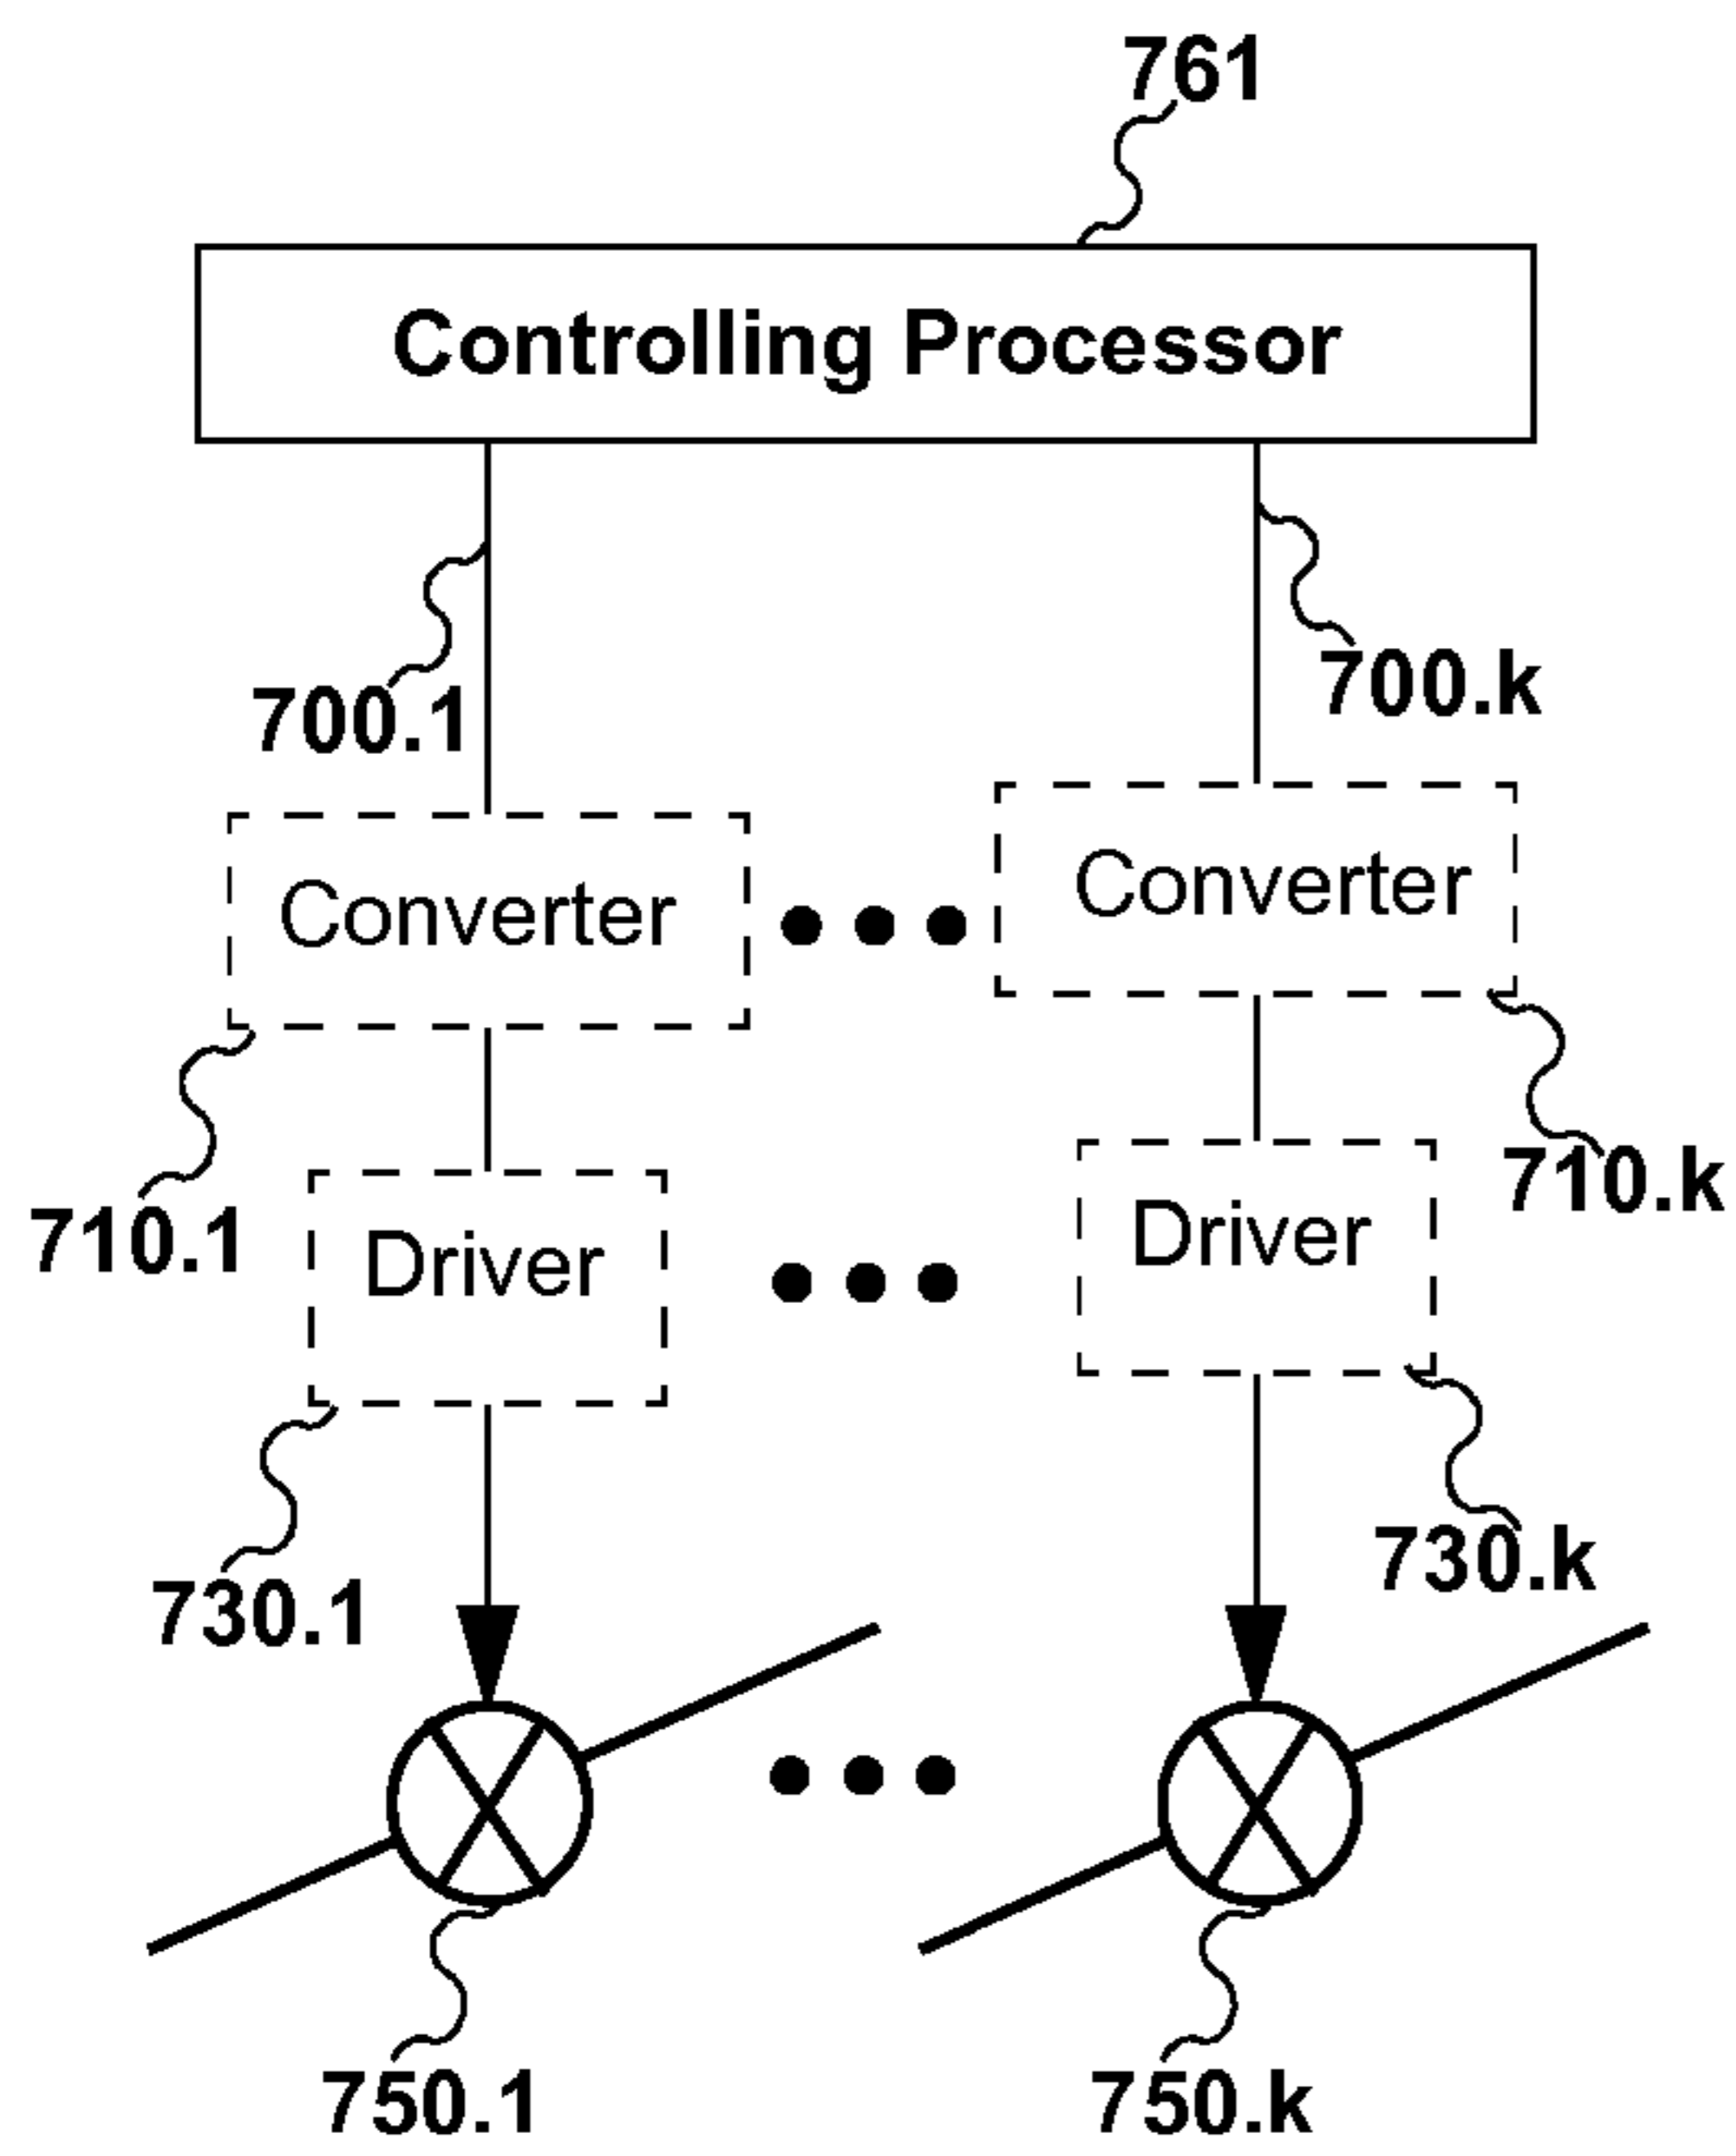 761
Controlling Processor
700.1
700.k
Converter
Converter
710.1
710.k
Driver
Driver
730.1
730.k
750.1
750.k